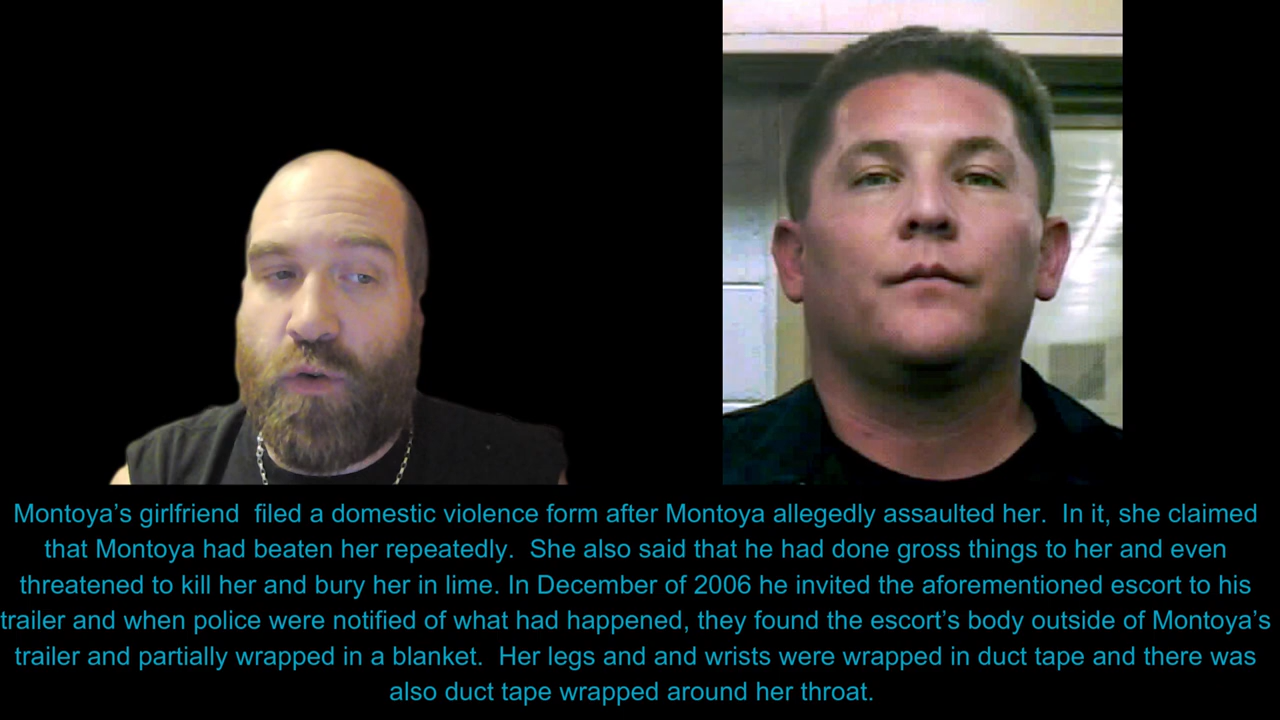 Montoya’s girlfriend  filed a domestic violence form after Montoya allegedly assaulted her.  In it, she claimed
that Montoya had beaten her repeatedly.  She also said that he had done gross things to her and even
threatened to kill her and bury her in lime. In December of 2006 he invited the aforementioned escort to his
trailer and when police were notified of what had happened, they found the escort’s body outside of Montoya’s
trailer and partially wrapped in a blanket.  Her legs and and wrists were wrapped in duct tape and there was
also duct tape wrapped around her throat.